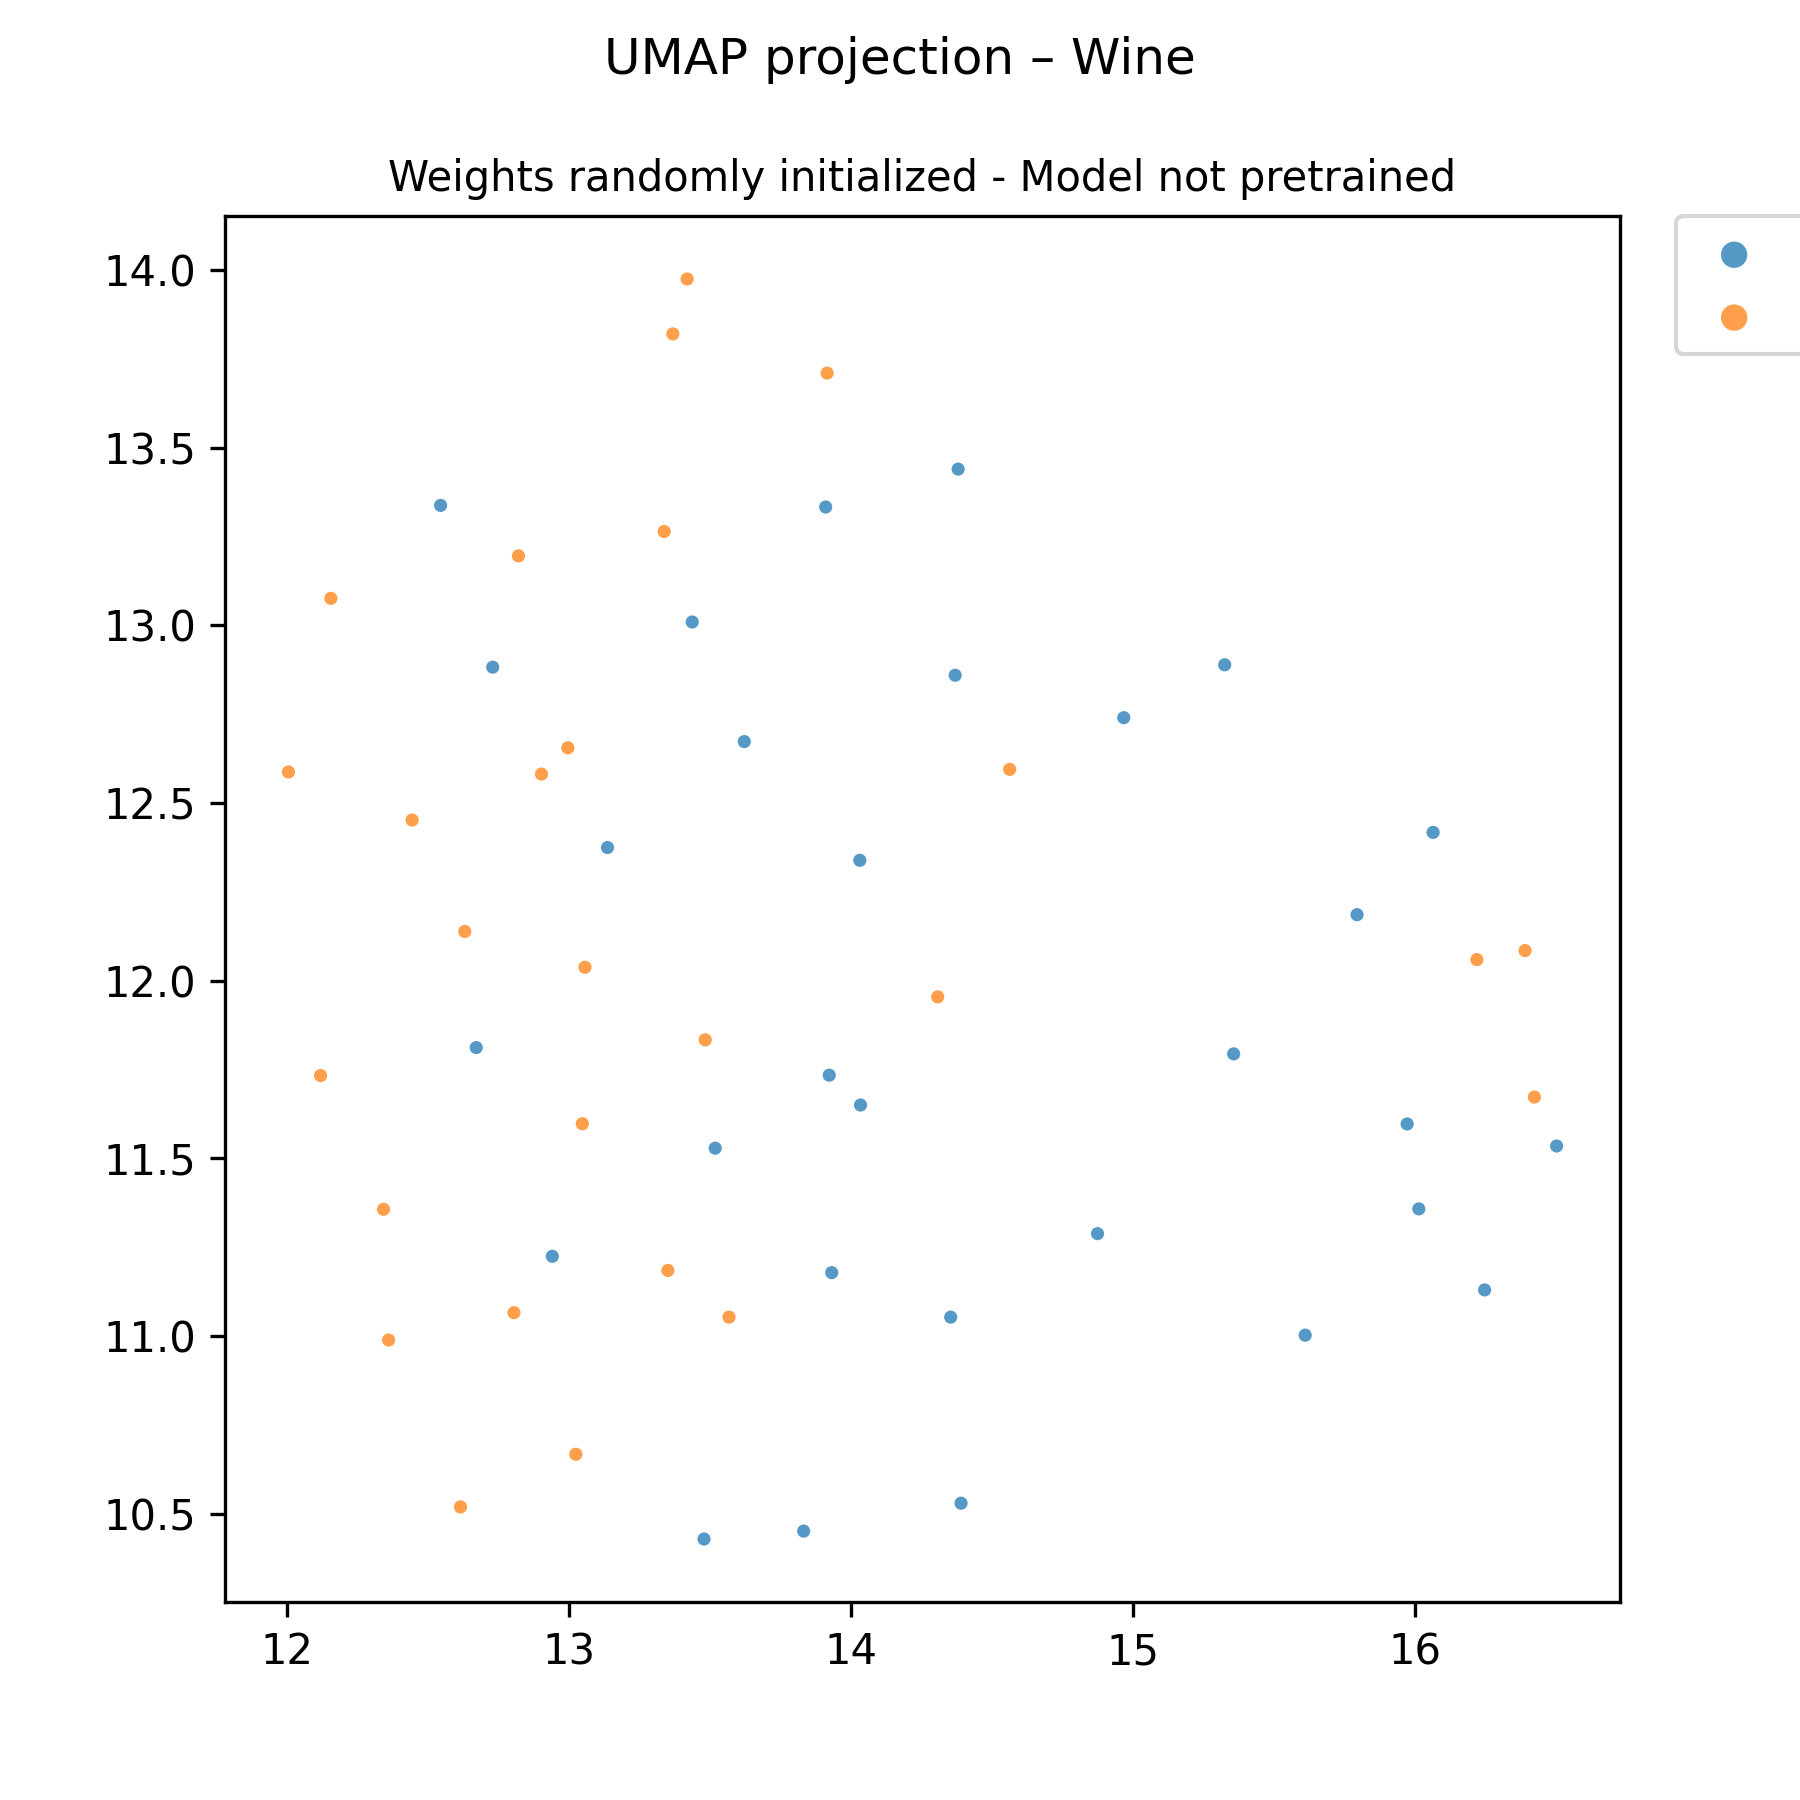 UMAP projection – Wine
Weights randomly initialized - Model not pretrained
14.0
13.5
13.0
12.5
12.0
11.5
11.0
10.5
12 13 14 15 16